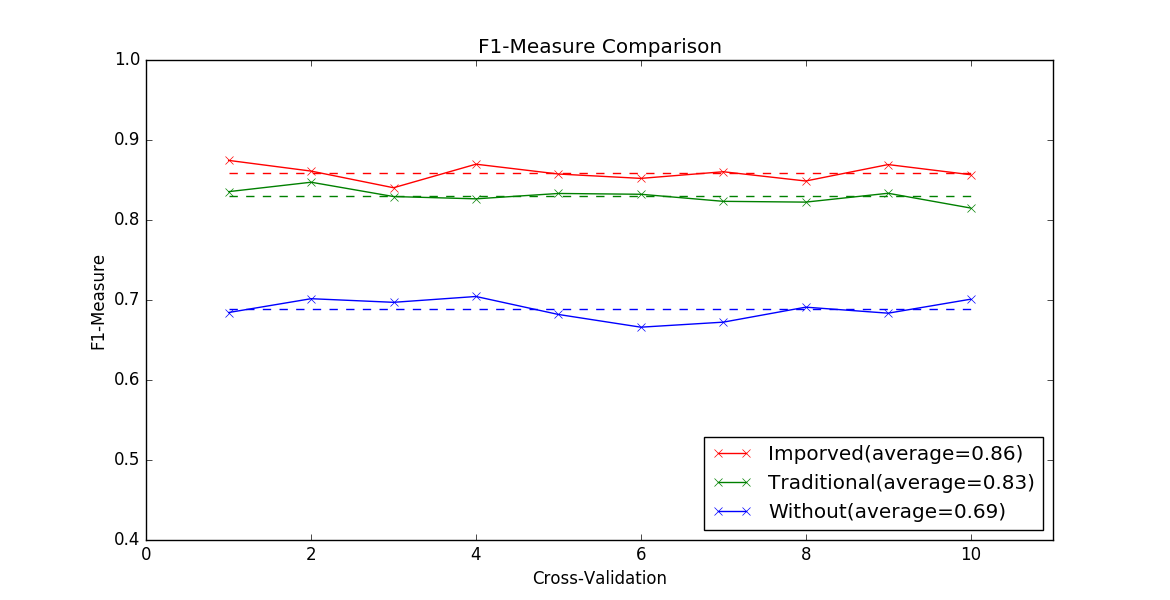 F1-Measure Comparison
1.0
0.9
0.8
0.7
0.6
0.5
0.4
F1-Measure
Imporved(average=0.86)
Traditional(average=0.83)
Without(average=0.69)
0 2 4 6 8 10
Cross-Validation